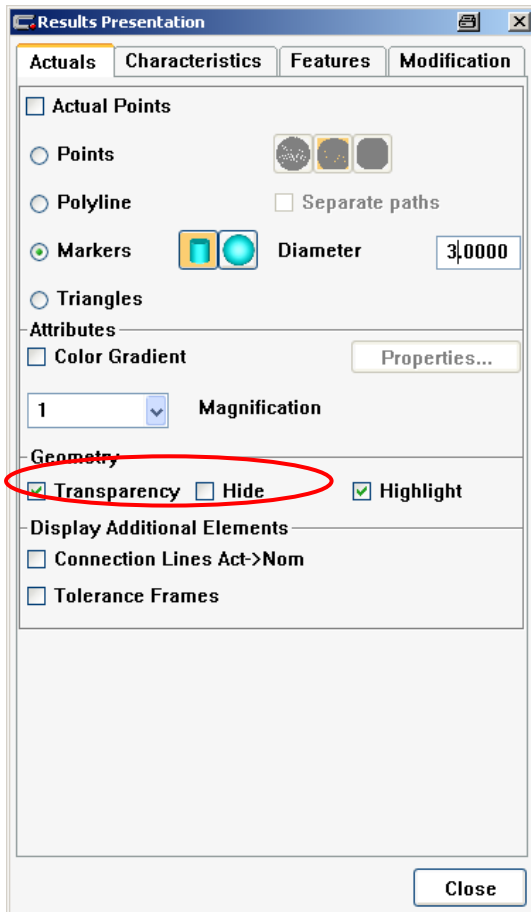 Results Presentation
Actuals Characteristics Features Modification
Actual Points
Points
Polyline Separate paths
Markers Diameter 3.0000
Triangles
Attributes
Color Gradient Properties...
1 Magnification
Geometry
Transparency Hide Highlight
Display Additional Elements
Connection Lines Act->Nom
Tolerance Frames
Close